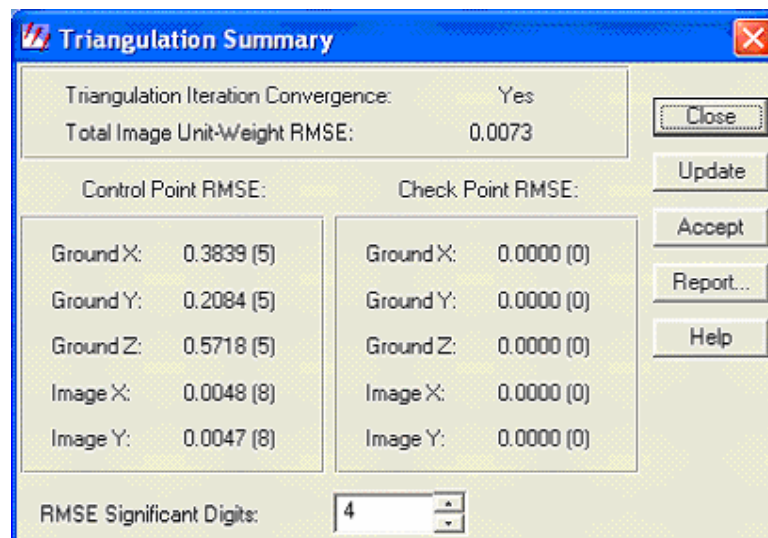 Triangulation Summary
Triangulation Iteration Convergence: Yes
Total Image Unit-Weight RMSE: 0.0073
Control Point RMSE:
Ground X: 0.3839 (5)
Ground Y: 0.2084 (5)
Ground Z: 0.5718 (5)
Image X: 0.0048 (8)
Image Y: 0.0047 (8)
Check Point RMSE:
Ground X: 0.0000 (0)
Ground Y: 0.0000 (0)
Ground Z: 0.0000 (0)
Image X: 0.0000 (0)
Image Y: 0.0000 (0)
Close
Update
Accept
Report...
Help
RMSE Significant Digits: 4